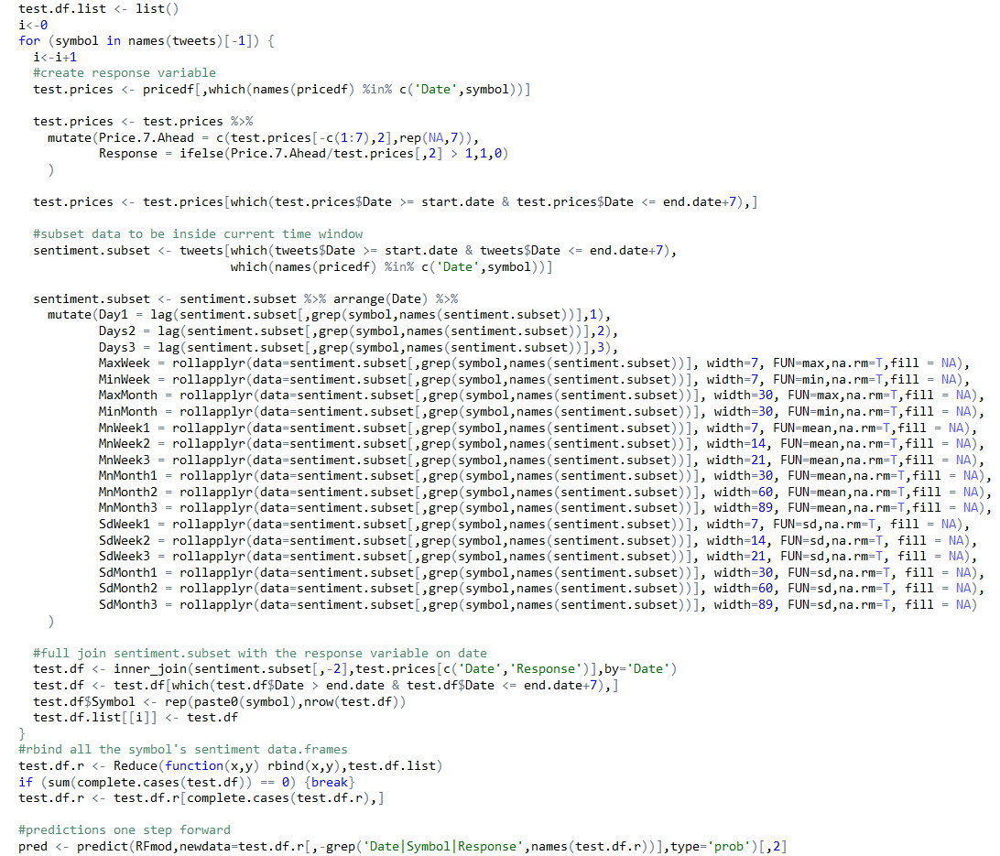 test.df.list <- list()
i<-0
for (symbol in names(tweets)[-1]) {
  i<-i+1
  #create response variable
  test.prices <- pricedf[,which(names(pricedf) %in% c('Date',symbol))]

  test.prices <- test.prices %>%
    mutate(Price.7.Ahead = c(test.prices[-c(1:7),2],rep(NA,7)),
           Response = ifelse(Price.7.Ahead/test.prices[,2] > 1,1,0)
    )

  test.prices <- test.prices[which(test.prices$Date >= start.date & test.prices$Date <= end.date+7),]

  #subset data to be inside current time window
  sentiment.subset <- tweets[which(tweets$Date >= start.date & tweets$Date <= end.date+7),
                             which(names(pricedf) %in% c('Date',symbol))]

  sentiment.subset <- sentiment.subset %>% arrange(Date) %>%
    mutate(Day1 = lag(sentiment.subset[,grep(symbol,names(sentiment.subset))],1),
           Days2 = lag(sentiment.subset[,grep(symbol,names(sentiment.subset))],2),
           Days3 = lag(sentiment.subset[,grep(symbol,names(sentiment.subset))],3),
           MaxWeek = rollapplyr(data=sentiment.subset[,grep(symbol,names(sentiment.subset))], width=7, FUN=max,na.rm=T,fill = NA),
           MinWeek = rollapplyr(data=sentiment.subset[,grep(symbol,names(sentiment.subset))], width=7, FUN=min,na.rm=T,fill = NA),
           MaxMonth = rollapplyr(data=sentiment.subset[,grep(symbol,names(sentiment.subset))], width=30, FUN=max,na.rm=T,fill = NA),
           MinMonth = rollapplyr(data=sentiment.subset[,grep(symbol,names(sentiment.subset))], width=30, FUN=min,na.rm=T,fill = NA),
           MnWeek1 = rollapplyr(data=sentiment.subset[,grep(symbol,names(sentiment.subset))], width=7, FUN=mean,na.rm=T,fill = NA),
           MnWeek2 = rollapplyr(data=sentiment.subset[,grep(symbol,names(sentiment.subset))], width=14, FUN=mean,na.rm=T,fill = NA),
           MnWeek3 = rollapplyr(data=sentiment.subset[,grep(symbol,names(sentiment.subset))], width=21, FUN=mean,na.rm=T,fill = NA),
           MnMonth1 = rollapplyr(data=sentiment.subset[,grep(symbol,names(sentiment.subset))], width=30, FUN=mean,na.rm=T,fill = NA),
           MnMonth2 = rollapplyr(data=sentiment.subset[,grep(symbol,names(sentiment.subset))], width=60, FUN=mean,na.rm=T,fill = NA),
           MnMonth3 = rollapplyr(data=sentiment.subset[,grep(symbol,names(sentiment.subset))], width=89, FUN=mean,na.rm=T,fill = NA),
           SdWeek1 = rollapplyr(data=sentiment.subset[,grep(symbol,names(sentiment.subset))], width=7, FUN=sd,na.rm=T, fill = NA),
           SdWeek2 = rollapplyr(data=sentiment.subset[,grep(symbol,names(sentiment.subset))], width=14, FUN=sd,na.rm=T, fill = NA),
           SdWeek3 = rollapplyr(data=sentiment.subset[,grep(symbol,names(sentiment.subset))], width=21, FUN=sd,na.rm=T, fill = NA),
           SdMonth1 = rollapplyr(data=sentiment.subset[,grep(symbol,names(sentiment.subset))], width=30, FUN=sd,na.rm=T, fill = NA),
           SdMonth2 = rollapplyr(data=sentiment.subset[,grep(symbol,names(sentiment.subset))], width=60, FUN=sd,na.rm=T, fill = NA),
           SdMonth3 = rollapplyr(data=sentiment.subset[,grep(symbol,names(sentiment.subset))], width=89, FUN=sd,na.rm=T, fill = NA)
    )

  #full join sentiment.subset with the response variable on date
  test.df <- inner_join(sentiment.subset[,-2],test.prices[c('Date','Response')],by='Date')
  test.df <- test.df[which(test.df$Date > end.date & test.df$Date <= end.date+7),]
  test.df$Symbol <- rep(paste0(symbol),nrow(test.df))
  test.df.list[[i]] <- test.df
}
#rbind all the symbol's sentiment data.frames
test.df.r <- Reduce(function(x,y) rbind(x,y),test.df.list)
if (sum(complete.cases(test.df)) == 0) {break}
test.df.r <- test.df.r[complete.cases(test.df.r),]

#predictions one step forward
pred <- predict(RFmod,newdata=test.df.r[,-grep('Date|Symbol|Response',names(test.df.r))],type='prob')[,2]